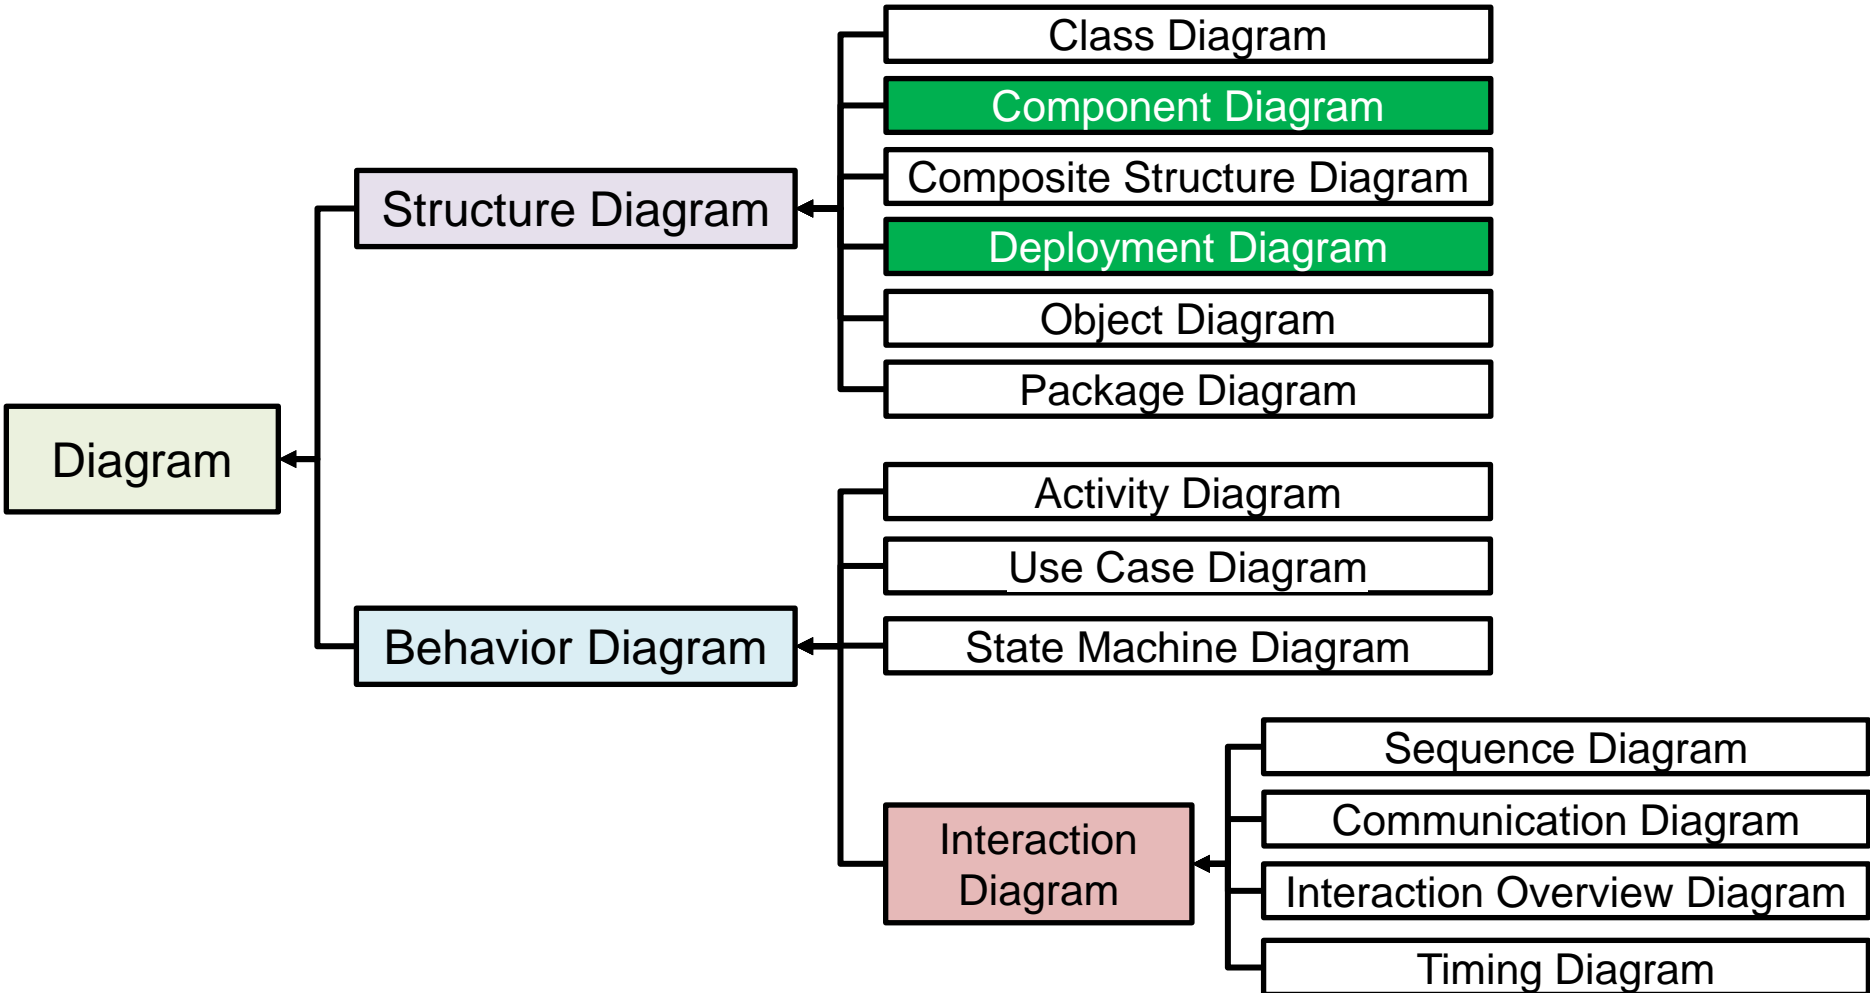 Class Diagram
Component Diagram
Composite Structure Diagram
Structure Diagram
Deployment Diagram
Object Diagram
Package Diagram
Diagram
Activity Diagram
Use Case Diagram
Behavior Diagram
State Machine Diagram
Sequence Diagram
Communication Diagram
Interaction
Diagram
Interaction Overview Diagram
Timing Diagram